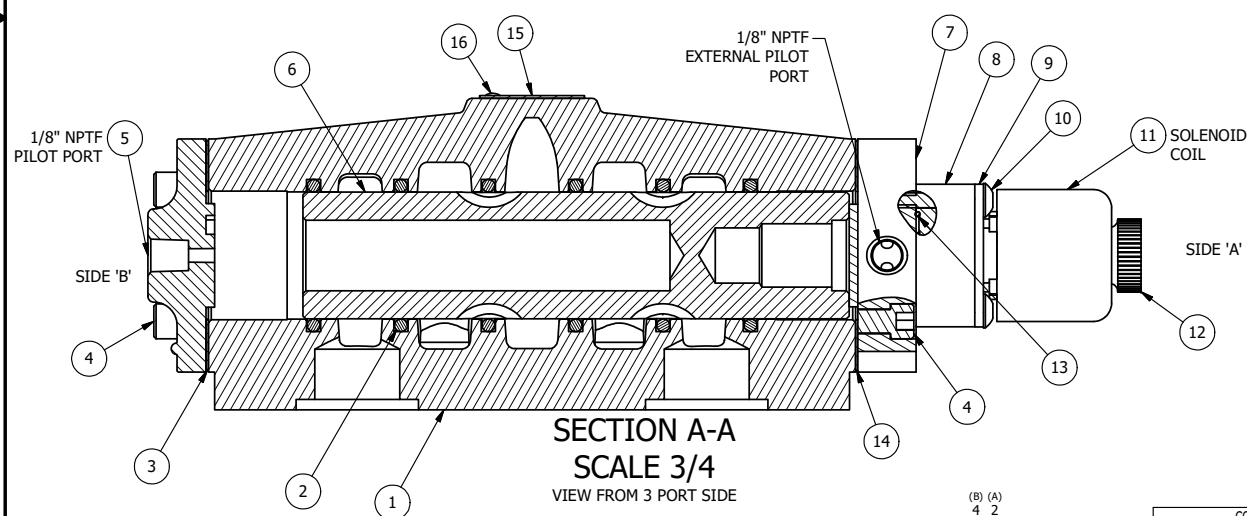 16
15
1/8" NPTF
EXTERNAL PILOT
PORT
7
8
9
6
10
1/8" NPTF
PILOT PORT
5
11
SOLENOID
COIL
SIDE 'B'
SIDE 'A'
4
12
13
4
3
2
1
14
SECTION A-A
SCALE 3/4
VIEW FROM 3 PORT SIDE
(B) (A)
4 2